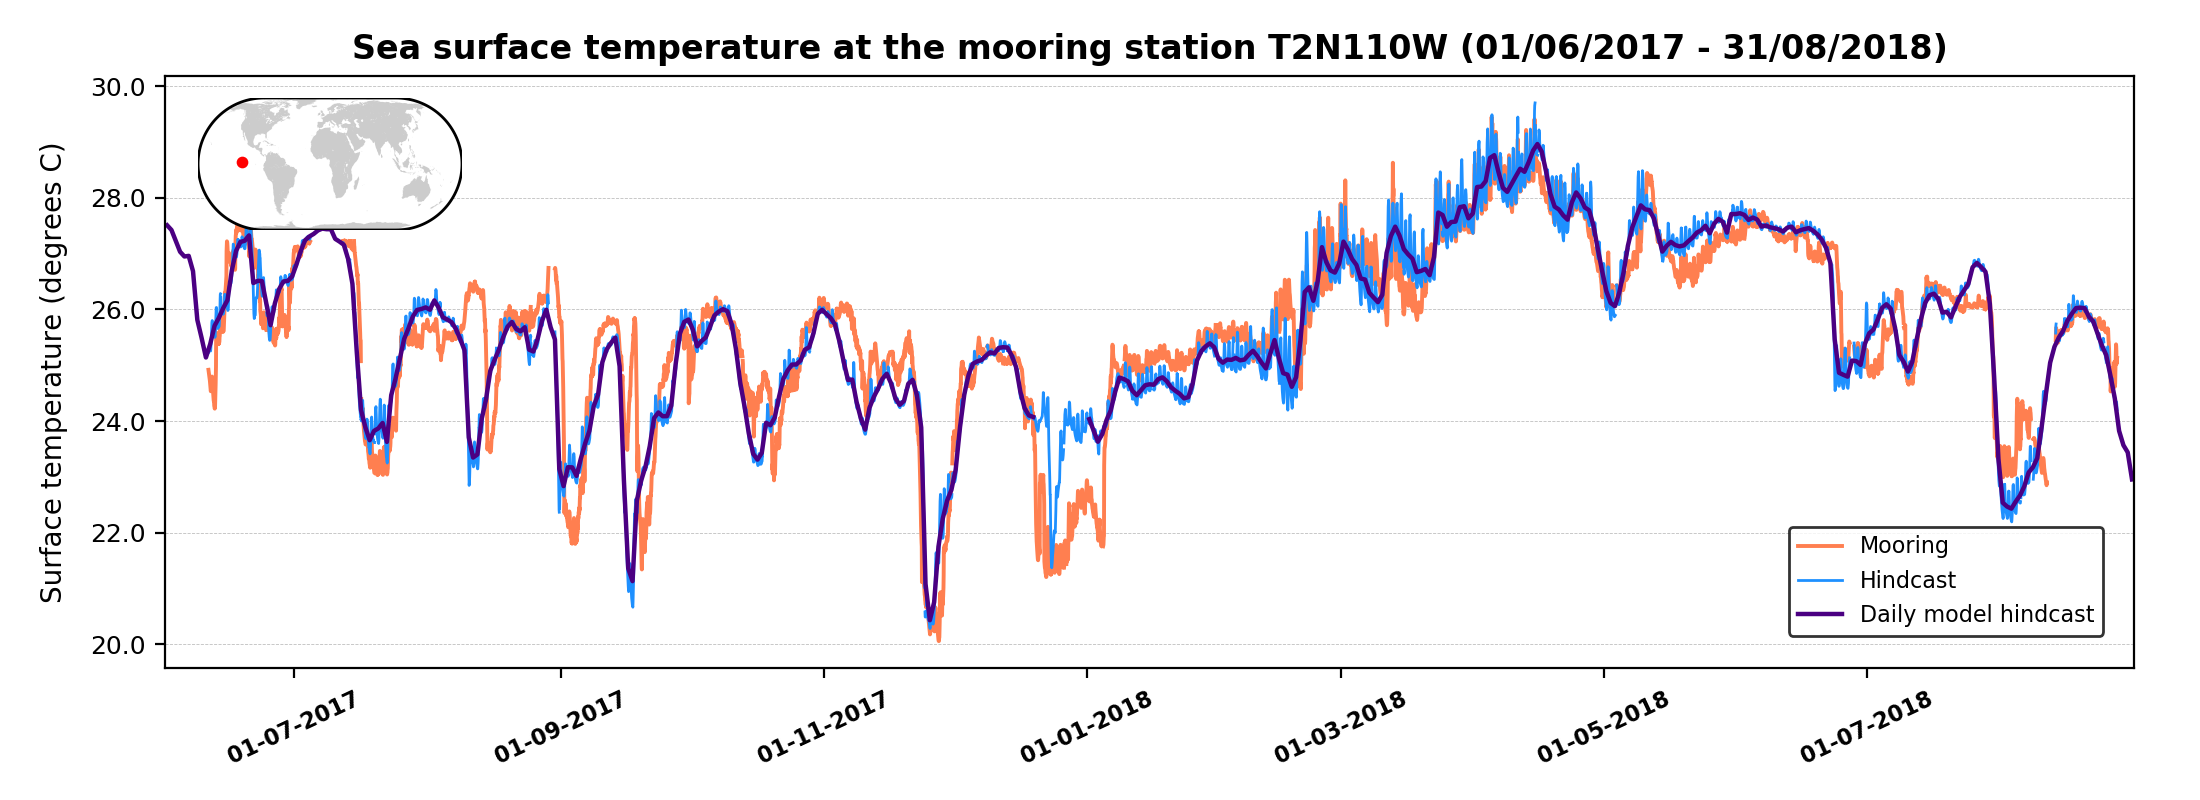 Sea surface temperature at the mooring station T2N110W (01/06/2017 - 31/08/2018)
Surface temperature (degrees C)
30.0
28.0
26.0
24.0
22.0
20.0
Mooring
Hindcast
Daily model hindcast
01-07-2017
01-09-2017
01-11-2017
01-01-2018
01-03-2018
01-05-2018
01-07-2018